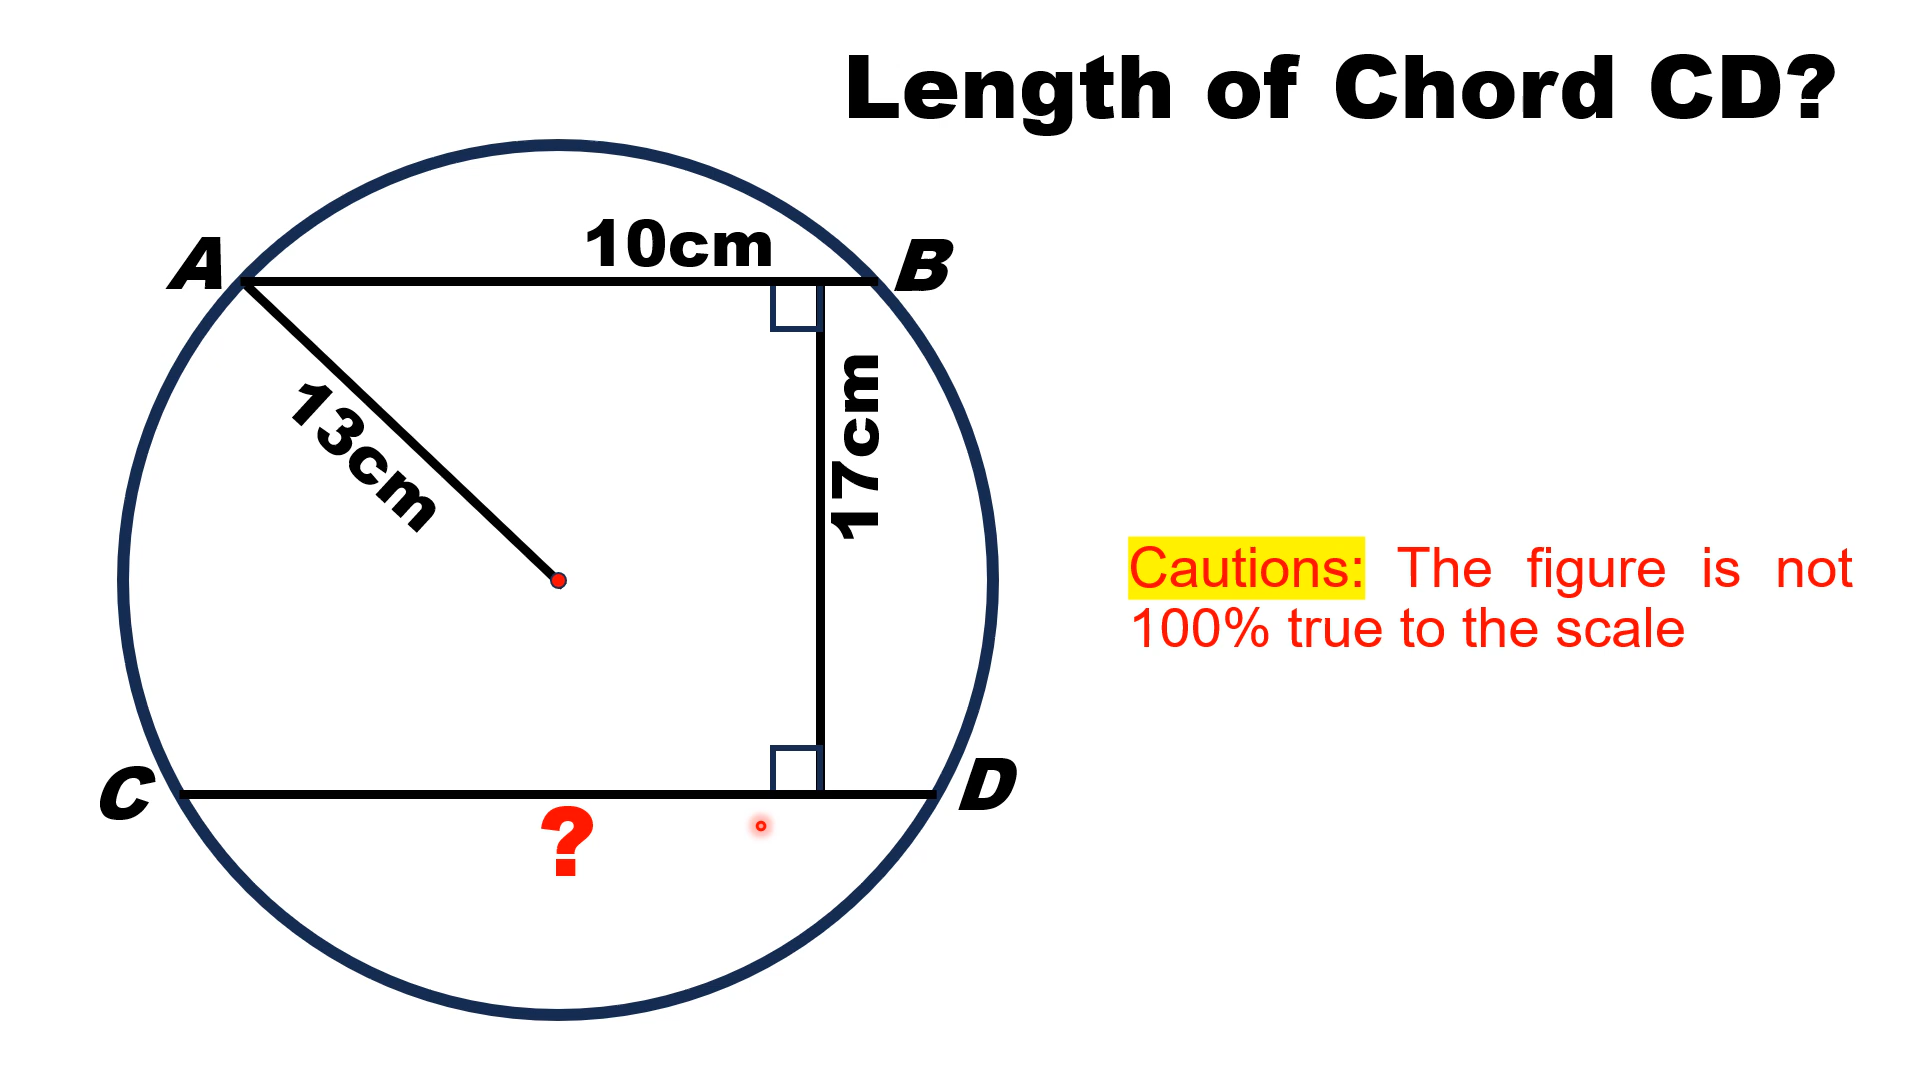 Length of Chord CD?
10cm
A
B
13cm
17cm
Cautions: The figure is not
100% true to the scale
C
D
?